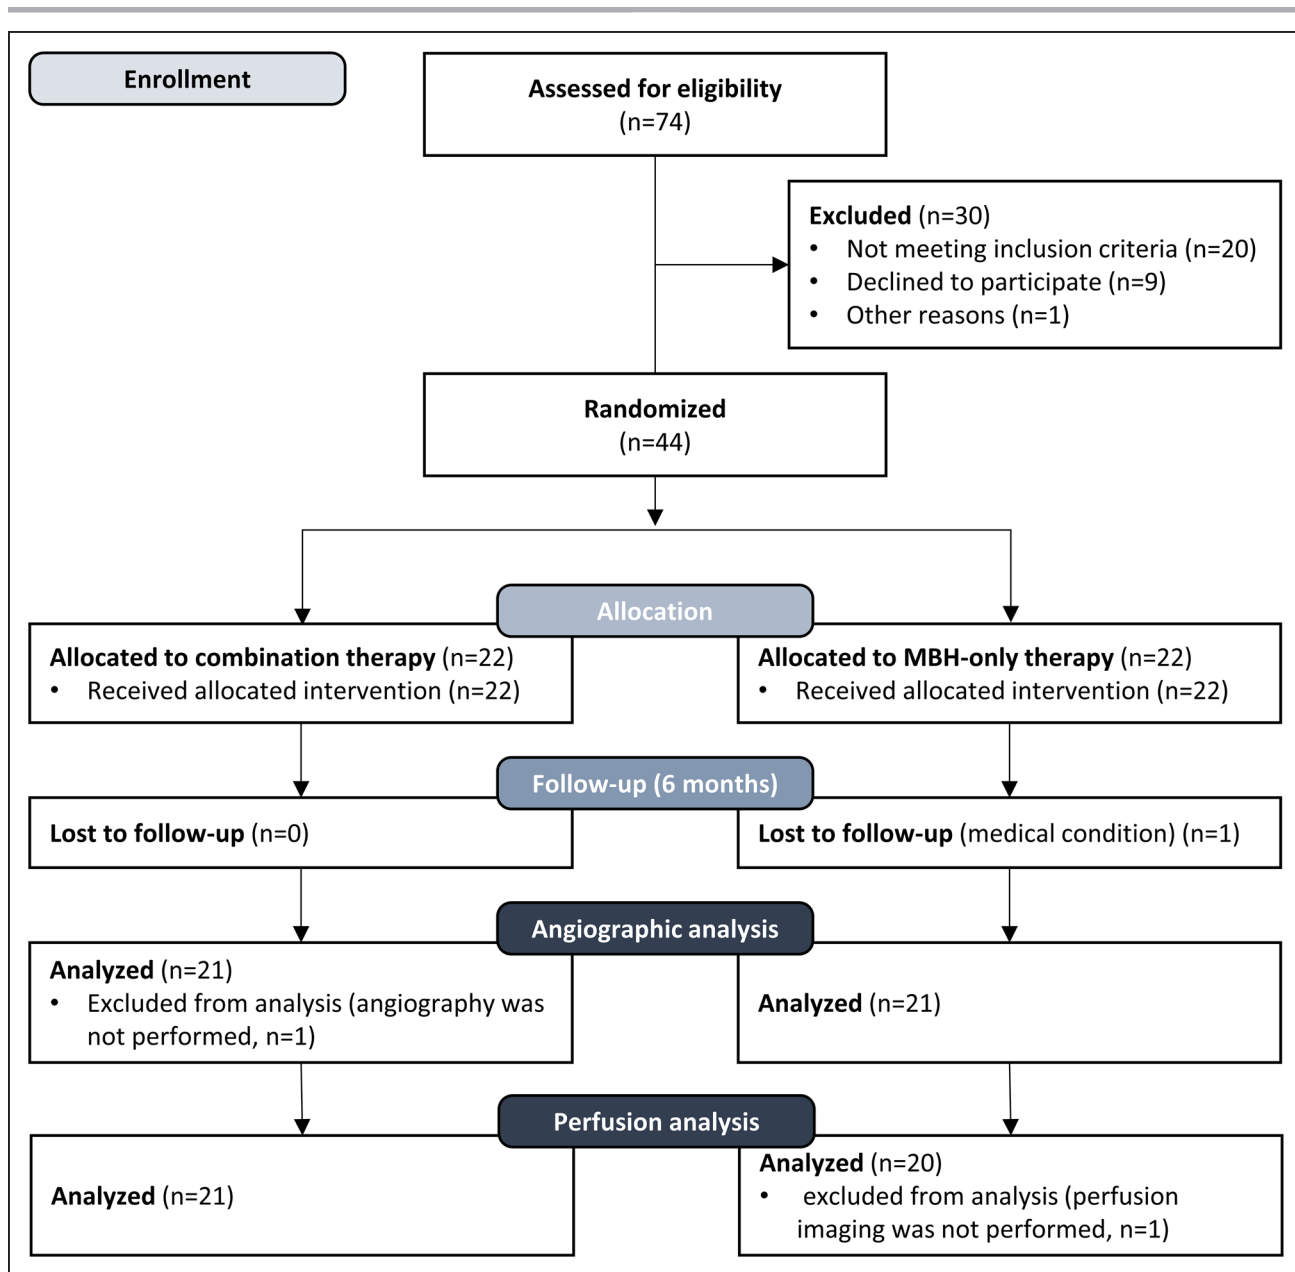 Enrollment
Assessed for eligibility
(n=74)
Excluded (n=30)
• Not meeting inclusion criteria (n=20)
• Declined to participate (n=9)
• Other reasons (n=1)
Randomized
(n=44)
Allocation
Allocated to combination therapy (n=22)
• Received allocated intervention (n=22)
Allocated to MBH-only therapy (n=22)
• Received allocated intervention (n=22)
Follow-up (6 months)
Lost to follow-up (n=0)
Lost to follow-up (medical condition) (n=1)
Angiographic analysis
Analyzed (n=21)
• Excluded from analysis (angiography was
not performed, n=1)
Analyzed (n=21)
Perfusion analysis
Analyzed (n=21)
Analyzed (n=20)
• excluded from analysis (perfusion
imaging was not performed, n=1)